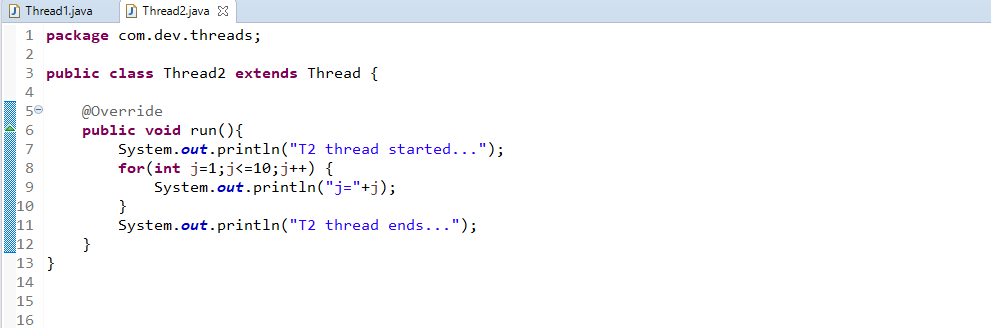 Thread1.java Thread2.java
1 package com.dev.threads;
2
3 public class Thread2 extends Thread {
4
5 @Override
6 public void run(){
7 System.out.println("T2 thread started...");
8 for(int j=1;j<=10;j++) {
9 System.out.println("j="+j);
10 }
11 System.out.println("T2 thread ends...");
12 }
13 }
14
15
16